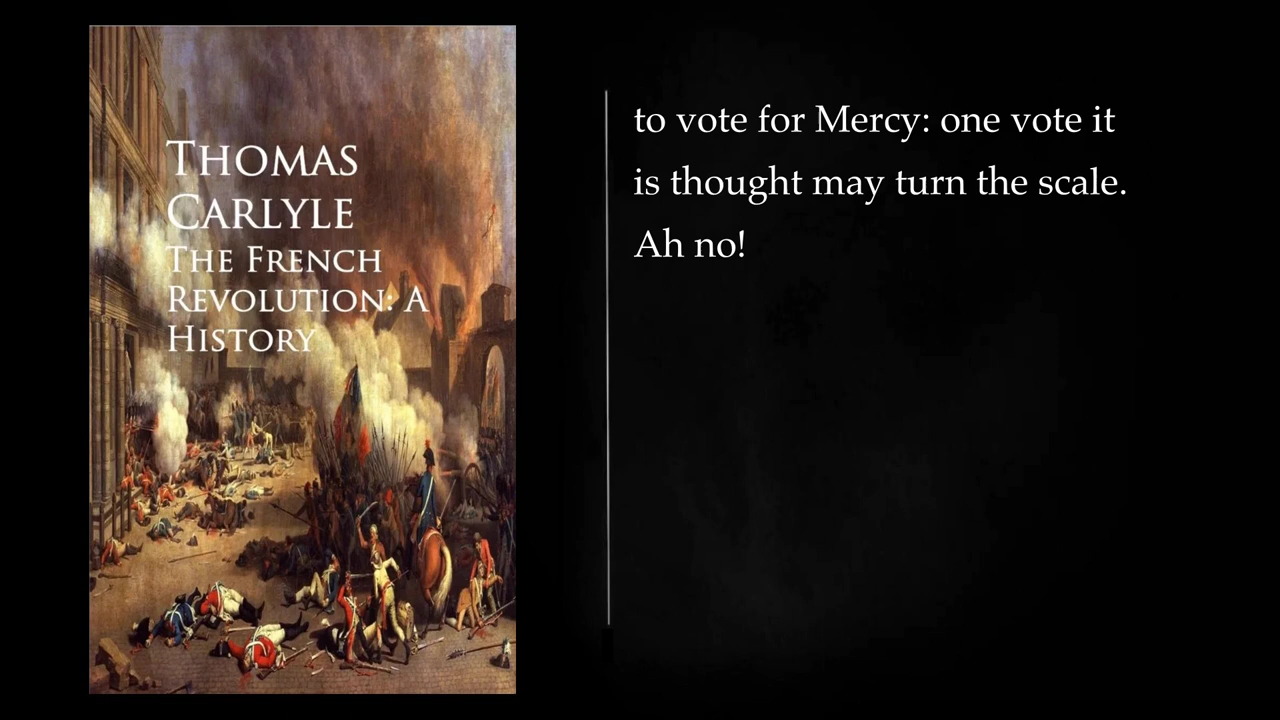 THOMAS
CARLYLE
THE FRENCH
REVOLUTION: A
HISTORY
to vote for Mercy: one vote it
is thought may turn the scale.
Ah no!